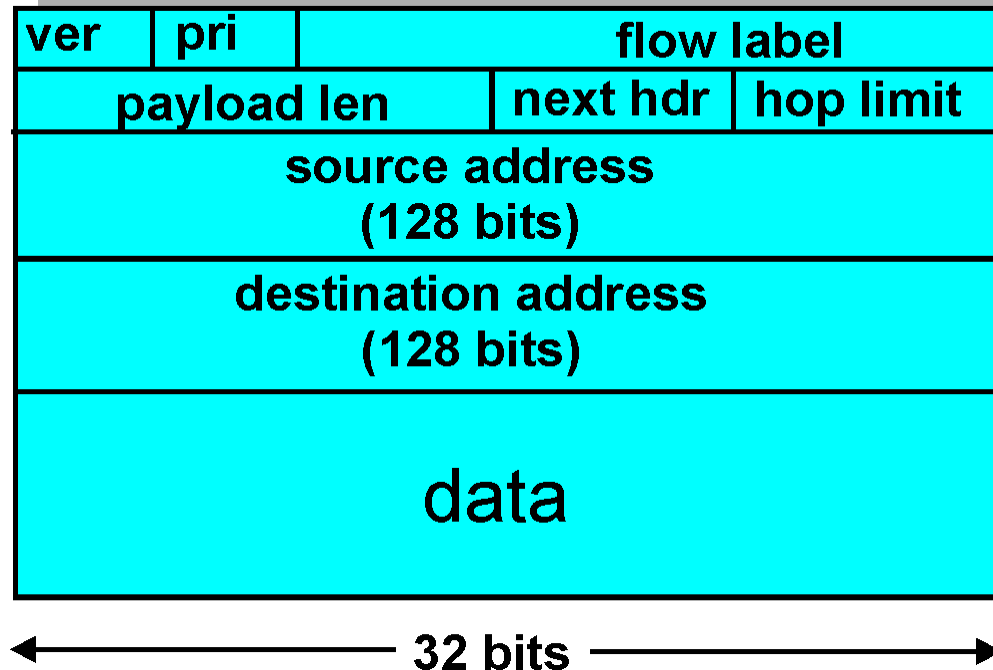 ver pri flow label
payload len next hdr hop limit
source address
(128 bits)
destination address
(128 bits)
data
32 bits